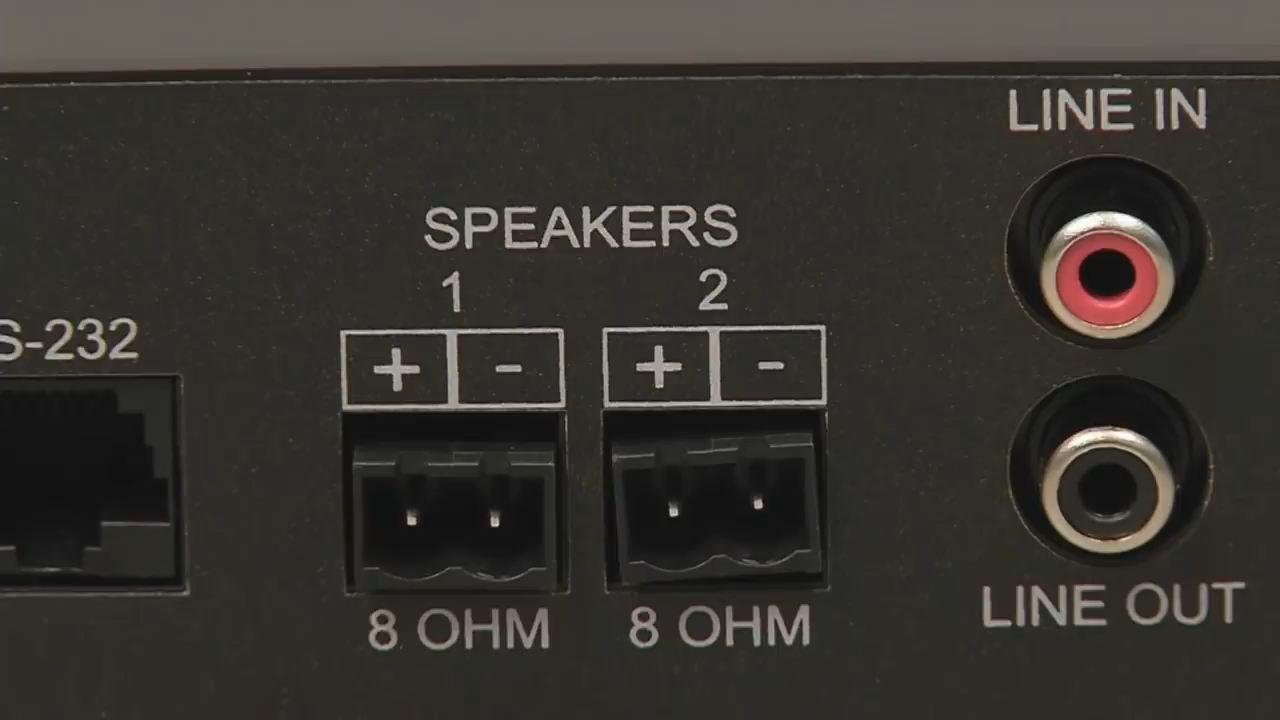 LINE IN
SPEAKERS
1 2
S-232
+ - + -
8 OHM 8 OHM
LINE OUT